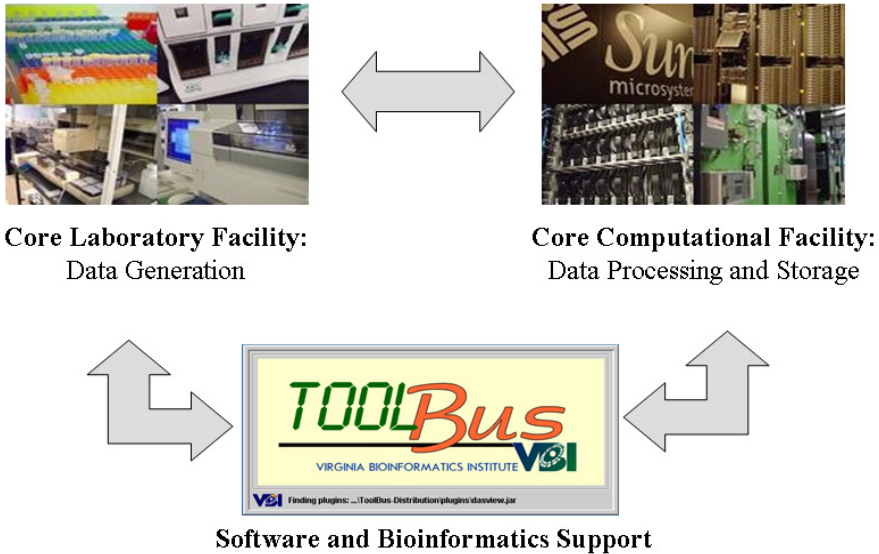 Sun
microsystem
Core Laboratory Facility:
Data Generation
Core Computational Facility:
Data Processing and Storage
TOOLBus
VIRGINIA BIOINFORMATICS INSTITUTE VBI
VBI Finding plugins: ...\ToolBus-Distribution\plugins\dasview.jar
Software and Bioinformatics Support